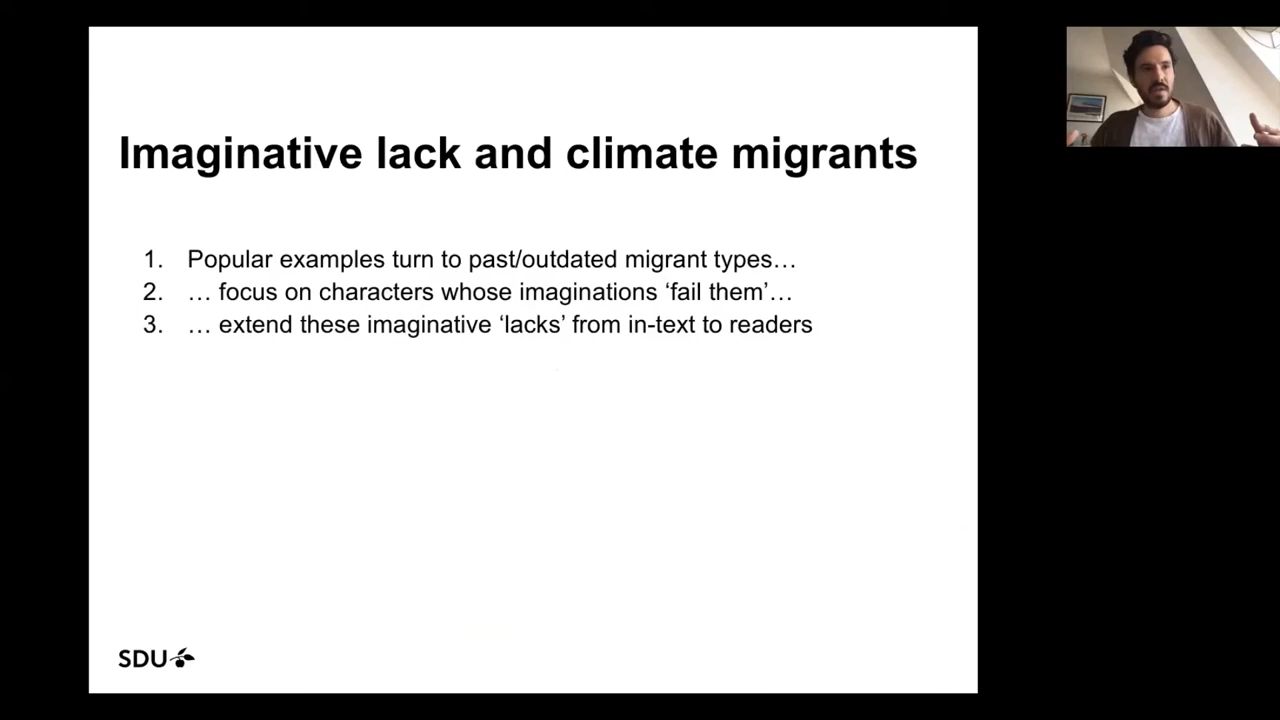 Imaginative lack and climate migrants
1. Popular examples turn to past/outdated migrant types…
2. … focus on characters whose imaginations ‘fail them’…
3. … extend these imaginative ‘lacks’ from in-text to readers
SDU